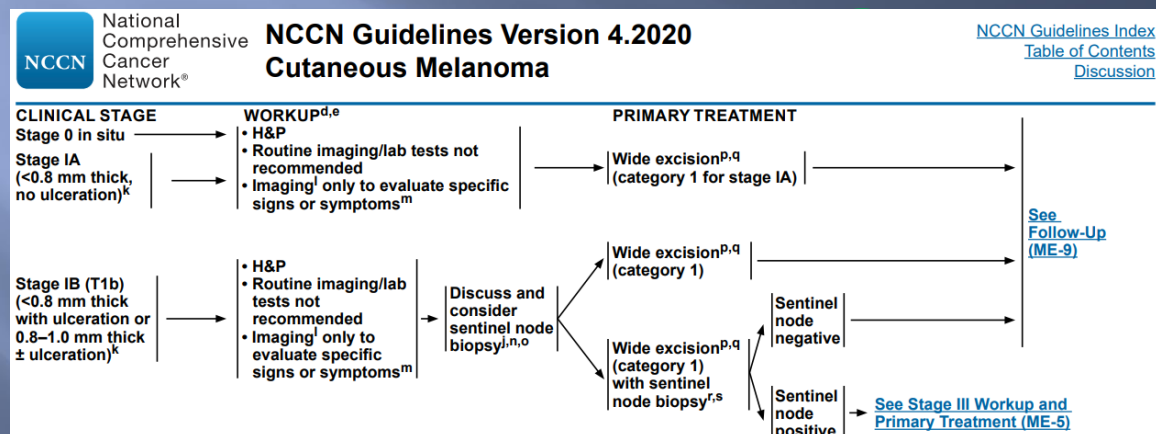 National
Comprehensive
NCCN Cancer
Network®
NCCN Guidelines Version 4.2020
Cutaneous Melanoma
NCCN Guidelines Index
Table of Contents
Discussion
CLINICAL STAGE
Stage 0 in situ
Stage IA
(<0.8 mm thick,
no ulceration)k
WORKUPd,e
• H&P
• Routine imaging/lab tests not
recommended
• Imagingl only to evaluate specific
signs or symptomsm
PRIMARY TREATMENT
Wide excisionp,q
(category 1 for stage IA)
Stage IB (T1b)
(<0.8 mm thick
with ulceration or
0.8–1.0 mm thick
± ulceration)k
• H&P
• Routine imaging/lab
tests not
recommended
• Imagingl only to
evaluate specific
signs or symptomsm
Discuss and
consider
sentinel node
biopsyj,n,o
Wide excisionp,q
(category 1)
Wide excisionp,q
(category 1)
with sentinel
node biopsyr,s
Sentinel
node
negative
Sentinel
node
positive
See
Follow-Up
(ME-9)
See Stage III Workup and
Primary Treatment (ME-5)